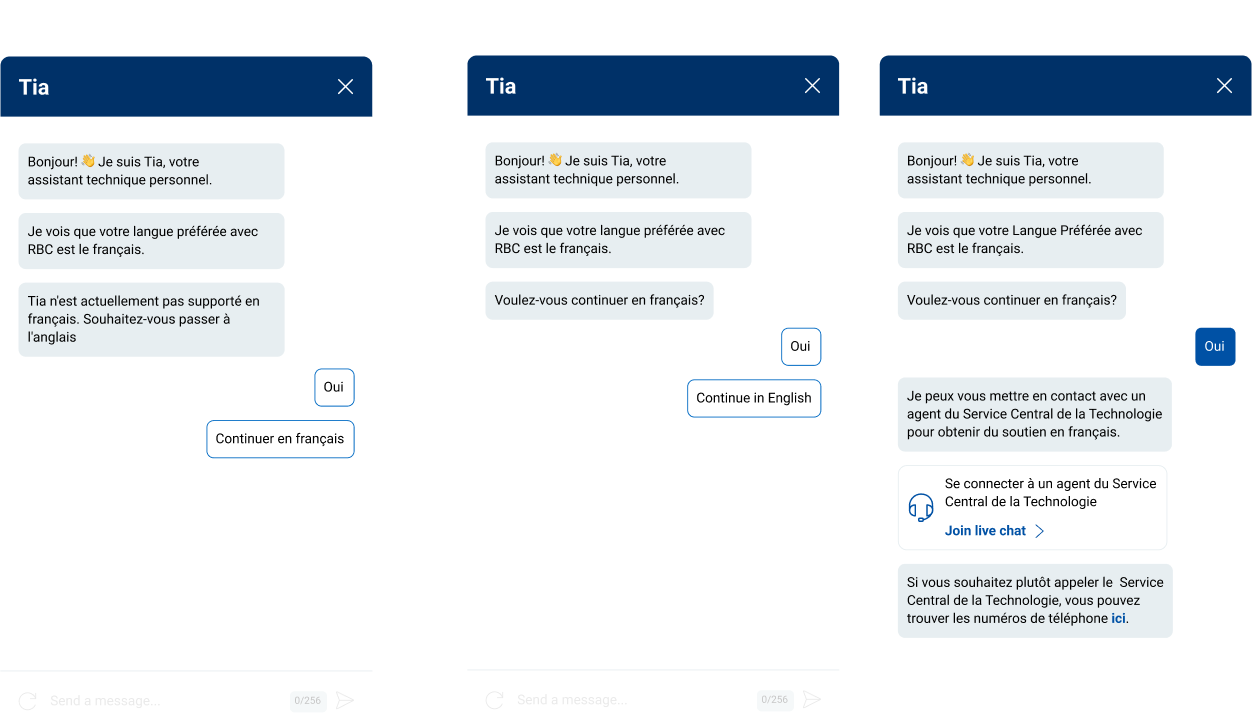 Tia
Bonjour! 👋 Je suis Tia, votre
assistant technique personnel.
Je vois que votre langue préférée avec
RBC est le français.
Tia n'est actuellement pas supporté en
français. Souhaitez-vous passer à
l'anglais
Oui
Continuer en français
Send a message...
0/256
Tia
Bonjour! 👋 Je suis Tia, votre
assistant technique personnel.
Je vois que votre langue préférée avec
RBC est le français.
Voulez-vous continuer en français?
Oui
Continue in English
Send a message...
0/256
Tia
Bonjour! 👋 Je suis Tia, votre
assistant technique personnel.
Je vois que votre Langue Préférée avec
RBC est le français.
Voulez-vous continuer en français?
Oui
Je peux vous mettre en contact avec un
agent du Service Central de la Technologie
pour obtenir du soutien en français.
Se connecter à un agent du Service
Central de la Technologie
Join live chat
Si vous souhaitez plutôt appeler le  Service
Central de la Technologie, vous pouvez
trouver les numéros de téléphone ici.